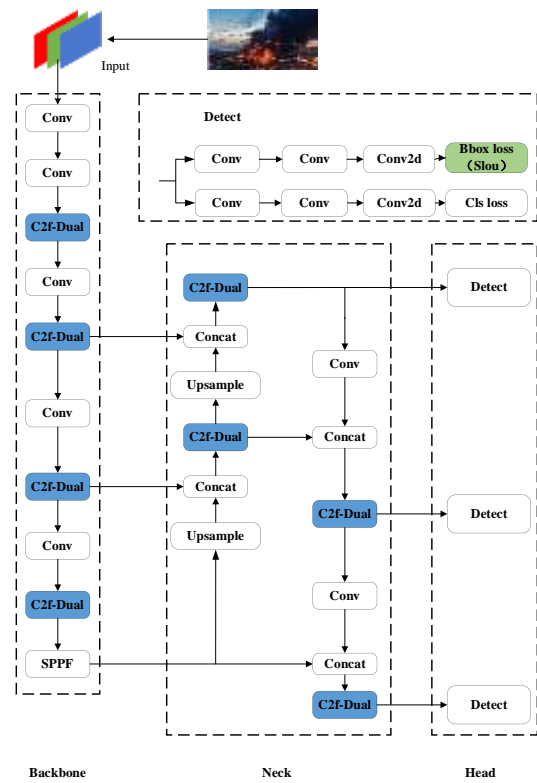 Input
Conv
Conv
C2f-Dual
Conv
C2f-Dual
Conv
C2f-Dual
Conv
C2f-Dual
SPPF
Detect
Conv
Conv
Conv2d
Bbox loss
（Slou）
Conv
Conv
Conv2d
Cls loss
C2f-Dual
Concat
Upsample
C2f-Dual
Concat
Upsample
Conv
Concat
C2f-Dual
Conv
Concat
C2f-Dual
Detect
Detect
Detect
Backbone
Neck
Head